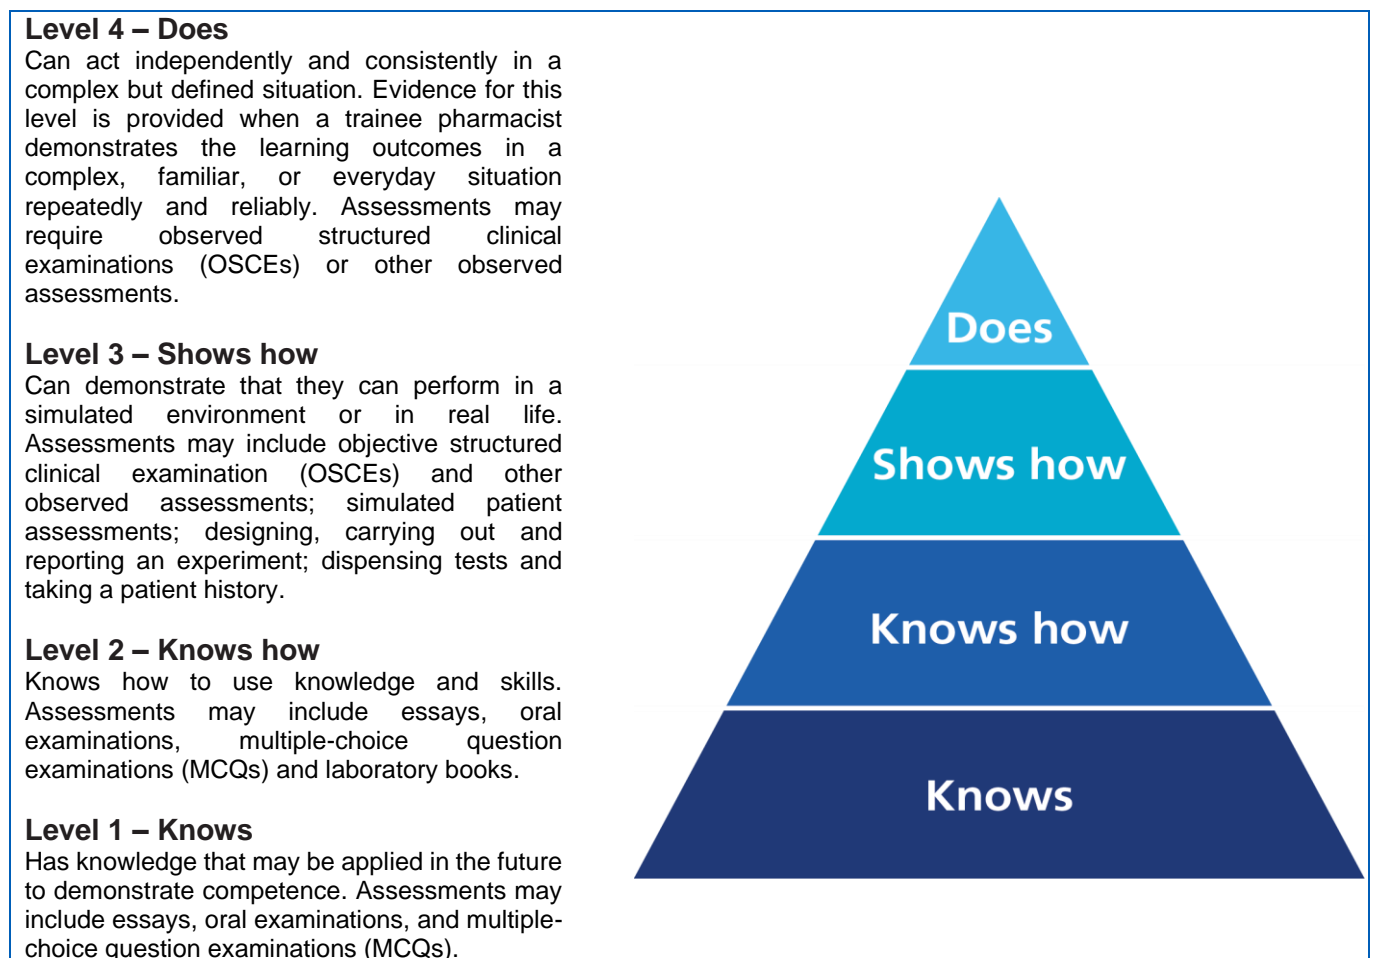 Level 4 – Does
Can act independently and consistently in a
complex but defined situation. Evidence for this
level is provided when a trainee pharmacist
demonstrates the learning outcomes in a
complex, familiar, or everyday situation
repeatedly and reliably. Assessments may
require observed structured clinical
examinations (OSCEs) or other observed
assessments.
Level 3 – Shows how
Can demonstrate that they can perform in a
simulated environment or in real life.
Assessments may include objective structured
clinical examination (OSCEs) and other
observed assessments; simulated patient
assessments; designing, carrying out and
reporting an experiment; dispensing tests and
taking a patient history.
Level 2 – Knows how
Knows how to use knowledge and skills.
Assessments may include essays, oral
examinations, multiple-choice question
examinations (MCQs) and laboratory books.
Level 1 – Knows
Has knowledge that may be applied in the future
to demonstrate competence. Assessments may
include essays, oral examinations, and multiple-
choice question examinations (MCQs).
Does
Shows how
Knows how
Knows